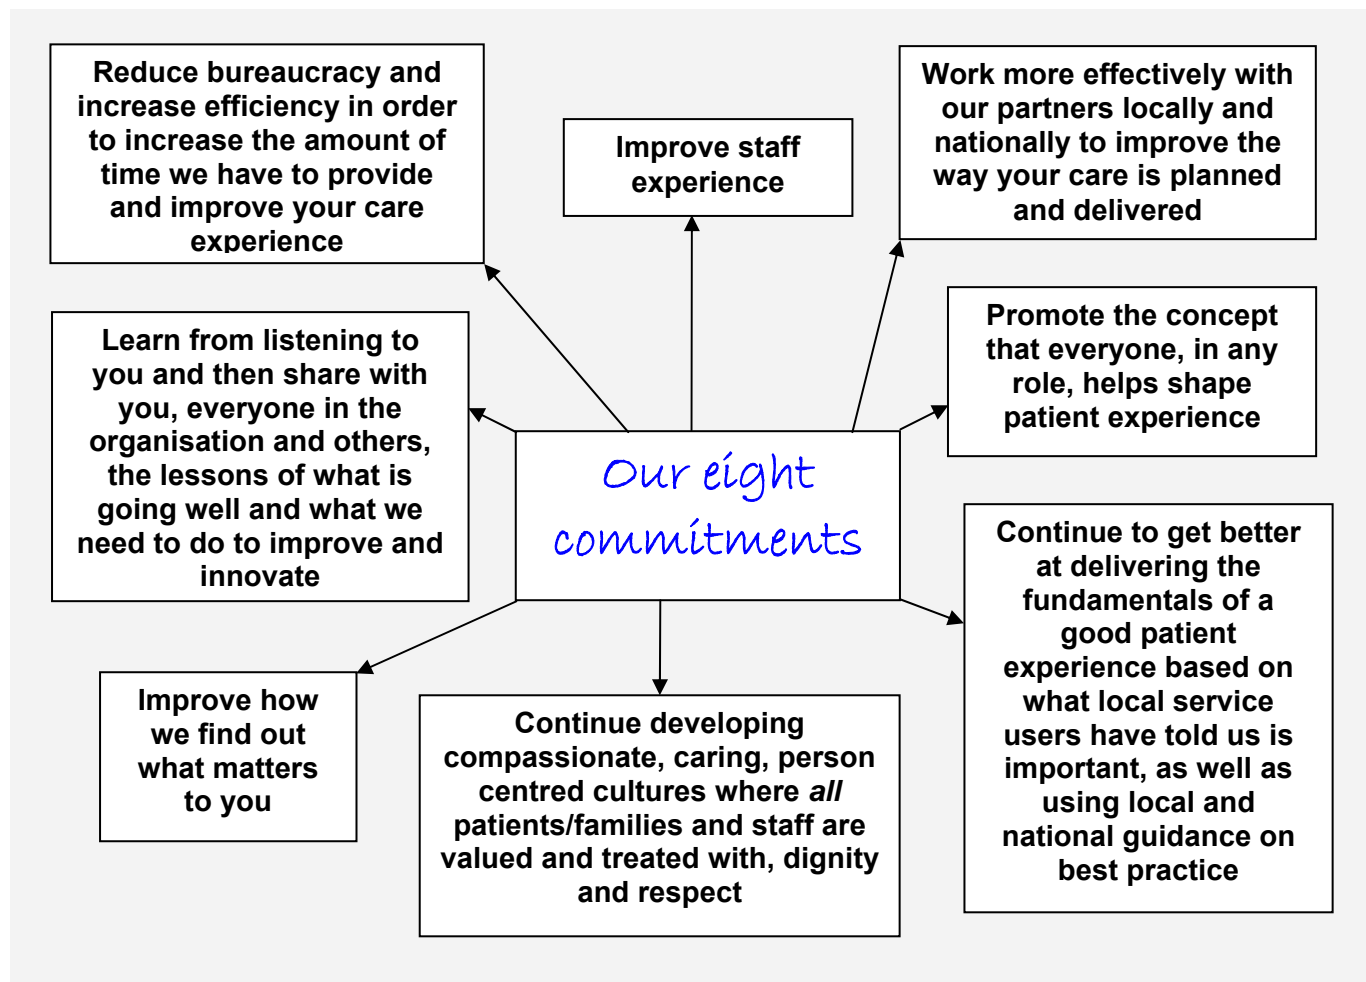 Reduce bureaucracy and
increase efficiency in order
to increase the amount of
time we have to provide
and improve your care
experience
Improve staff
experience
Work more effectively with
our partners locally and
nationally to improve the
way your care is planned
and delivered
Learn from listening to
you and then share with
you, everyone in the
organisation and others,
the lessons of what is
going well and what we
need to do to improve and
innovate
Promote the concept
that everyone, in any
role, helps shape
patient experience
Our eight
commitments
Continue to get better
at delivering the
fundamentals of a
good patient
experience based on
what local service
users have told us is
important, as well as
using local and
national guidance on
best practice
Improve how
we find out
what matters
to you
Continue developing
compassionate, caring, person
centred cultures where all
patients/families and staff are
valued and treated with, dignity
and respect